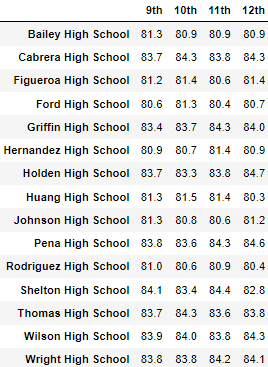 9th 10th 11th 12th
Bailey High School 81.3 80.9 80.9 80.9
Cabrera High School 83.7 84.3 83.8 84.3
Figueroa High School 81.2 81.4 80.6 81.4
Ford High School 80.6 81.3 80.4 80.7
Griffin High School 83.4 83.7 84.3 84.0
Hernandez High School 80.9 80.7 81.4 80.9
Holden High School 83.7 83.3 83.8 84.7
Huang High School 81.3 81.5 81.4 80.3
Johnson High School 81.3 80.8 80.6 81.2
Pena High School 83.8 83.6 84.3 84.6
Rodriguez High School 81.0 80.6 80.9 80.4
Shelton High School 84.1 83.4 84.4 82.8
Thomas High School 83.7 84.3 83.6 83.8
Wilson High School 83.9 84.0 83.8 84.3
Wright High School 83.8 83.8 84.2 84.1